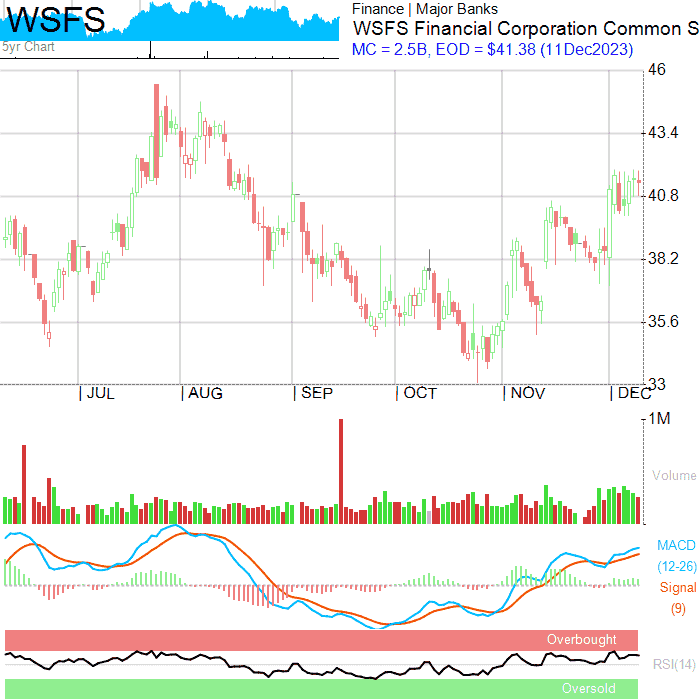 WSFS
5yr Chart
Finance | Major Banks
WSFS Financial Corporation Common S
MC = 2.5B, EOD = $41.38 (11Dec2023)
46
43.4
40.8
38.2
35.6
33
| JUL | AUG | SEP | OCT | NOV | DEC
1M
Volume
MACD
(12-26)
Signal
(9)
Overbought
RSI(14)
Oversold